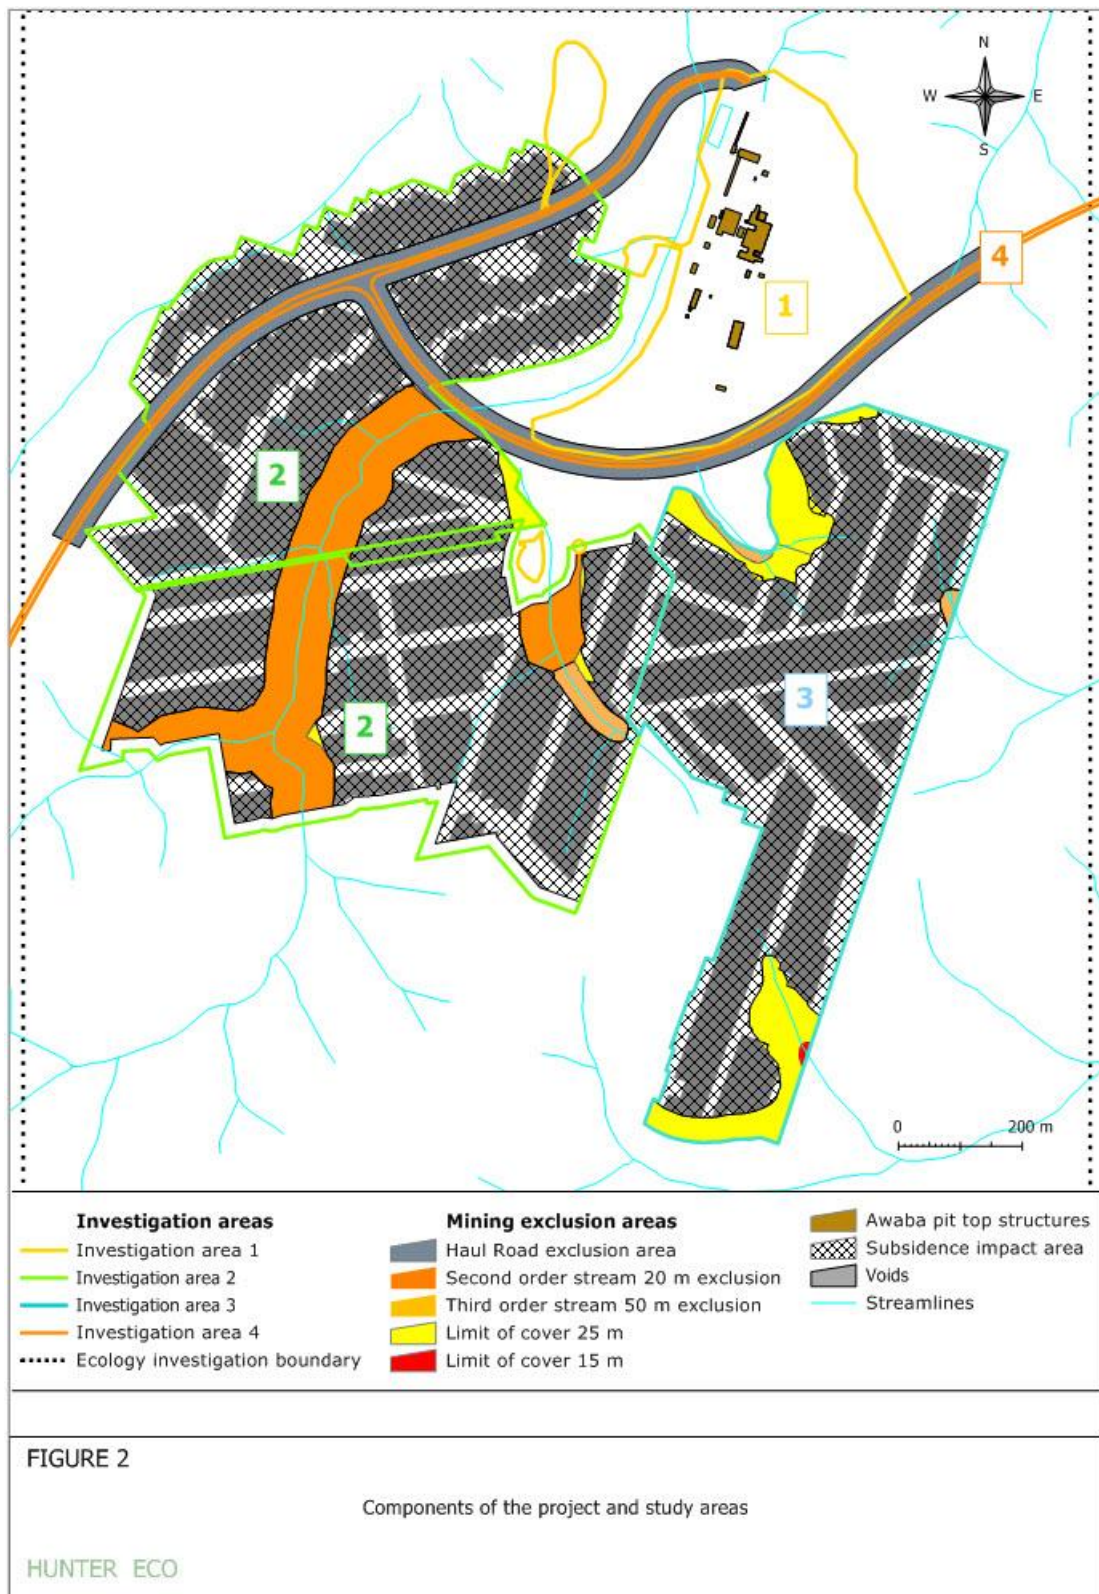 N
W E
S
4
1
2
3
2
0 200 m
Investigation areas
Investigation area 1
Investigation area 2
Investigation area 3
Investigation area 4
Ecology investigation boundary
Mining exclusion areas
Haul Road exclusion area
Second order stream 20 m exclusion
Third order stream 50 m exclusion
Limit of cover 25 m
Limit of cover 15 m
Awaba pit top structures
Subsidence impact area
Voids
Streamlines
FIGURE 2
Components of the project and study areas
HUNTER ECO